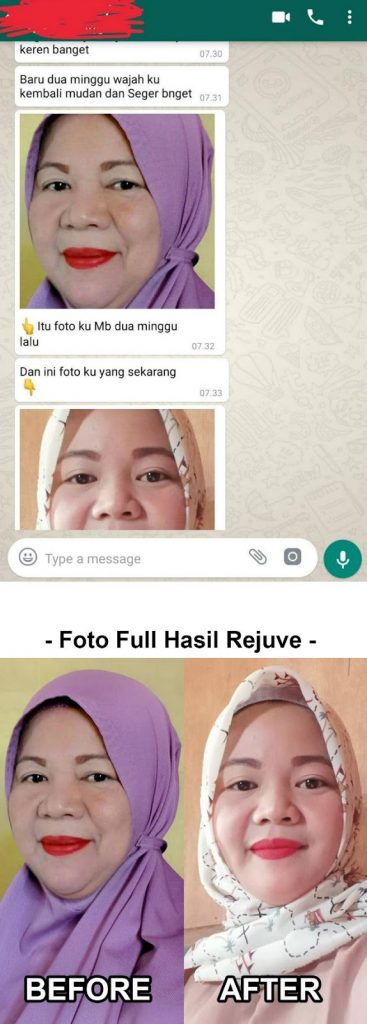 keren banget
07.30
Baru dua minggu wajah ku
kembali mudan dan Seger bnget
07.31
👆Itu foto ku Mb dua minggu
lalu
07.32
Dan ini foto ku yang sekarang
👇
07.33
Type a message
- Foto Full Hasil Rejuve -
BEFORE
AFTER